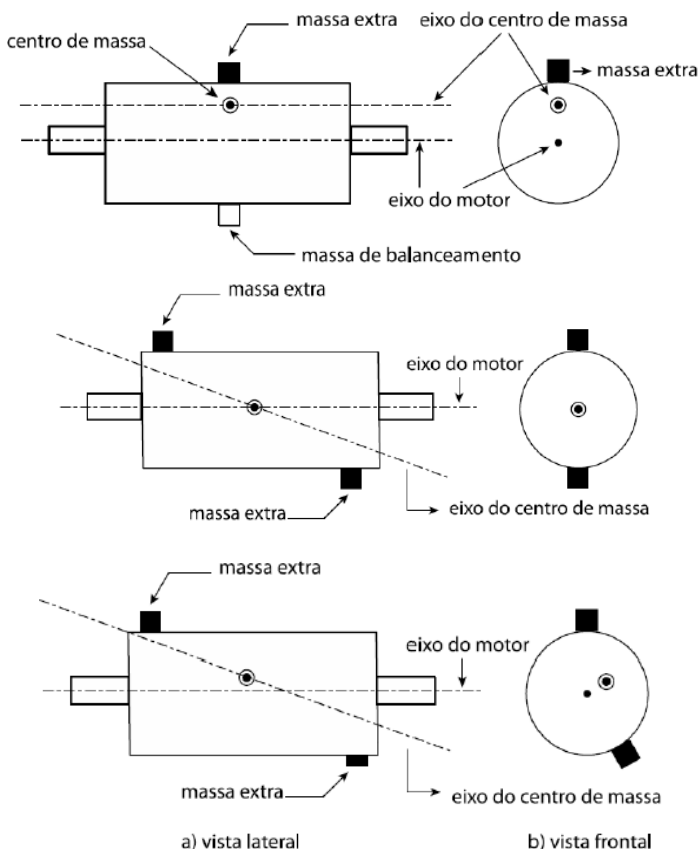 massa extra
eixo do centro de massa
centro de massa
massa extra
eixo do motor
massa de balanceamento
massa extra
eixo do motor
massa extra
eixo do centro de massa
massa extra
eixo do motor
massa extra
eixo do centro de massa
a) vista lateral
b) vista frontal